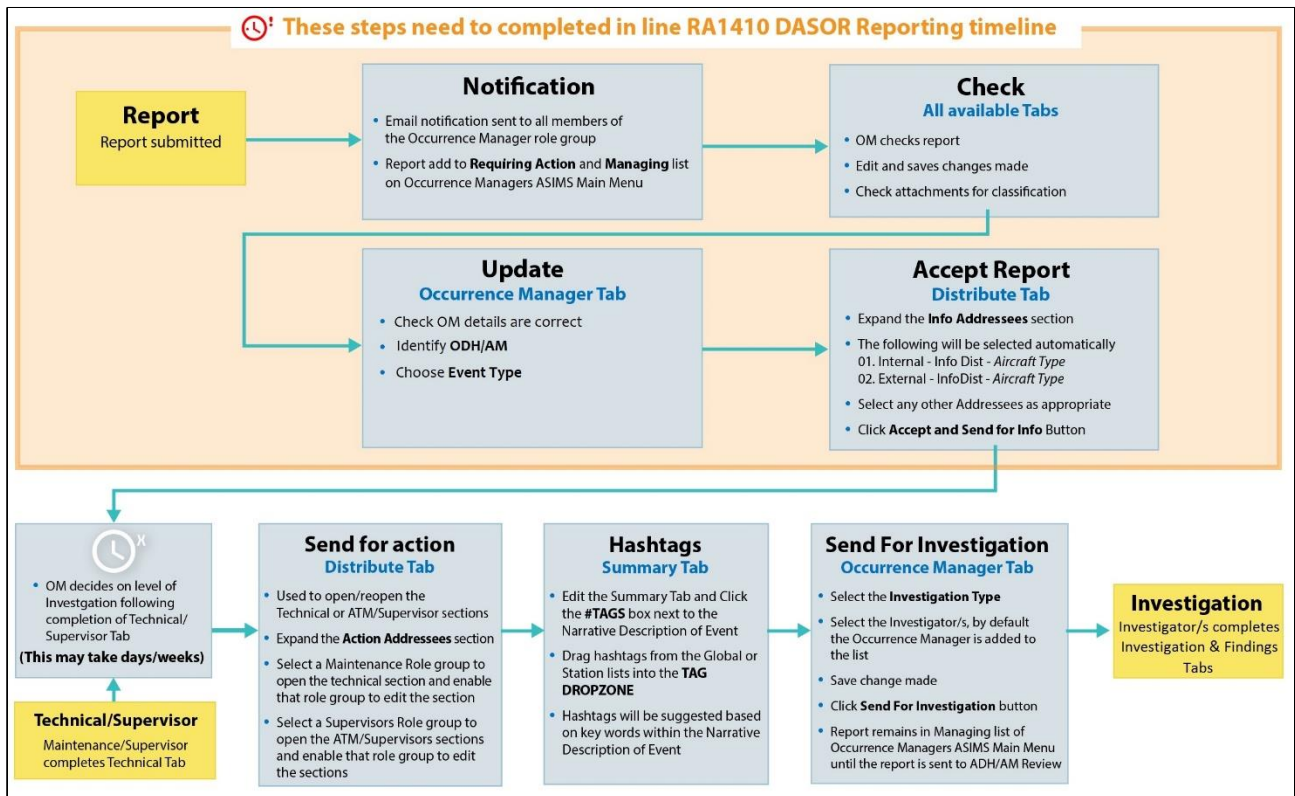 These steps need to completed in line RA1410 DASOR Reporting timeline
Report
Report submitted
Notification
• Email notification sent to all members of
the Occurrence Manager role group
• Report add to Requiring Action and Managing list
on Occurrence Managers ASIMS Main Menu
Check
All available Tabs
• OM checks report
• Edit and saves changes made
• Check attachments for classification
Update
Occurrence Manager Tab
• Check OM details are correct
• Identify ODH/AM
• Choose Event Type
Accept Report
Distribute Tab
• Expand the Info Addressees section
• The following will be selected automatically
01. Internal - Info Dist - Aircraft Type
02. External - InfoDist - Aircraft Type
• Select any other Addressees as appropriate
• Click Accept and Send for Info Button
X
• OM decides on level of
Investgation following
completion of Technical/
Supervisor Tab
(This may take days/weeks)
Technical/Supervisor
Maintenance/Supervisor
completes Technical Tab
Send for action
Distribute Tab
• Used to open/reopen the
Technical or ATM/Supervisor sections
• Expand the Action Addressees section
• Select a Maintenance Role group to
open the technical section and enable
that role group to edit the section
• Select a Supervisors Role group to
open the ATM/Supervisors sections
and enable that role group to edit
the sections
Hashtags
Summary Tab
• Edit the Summary Tab and Click
the #TAGS box next to the
Narrative Description of Event
• Drag hashtags from the Global or
Station lists into the TAG
DROPZONE
• Hashtags will be suggested based
on key words within the Narrative
Description of Event
Send For Investigation
Occurrence Manager Tab
• Select the Investigation Type
• Select the Investigator/s, by default
the Occurrence Manager is added to
the list
• Save change made
• Click Send For Investigation button
• Report remains in Managing list of
Occurrence Managers ASIMS Main Menu
until the report is sent to ADH/AM Review
Investigation
Investigator/s completes
Investigation & Findings
Tabs